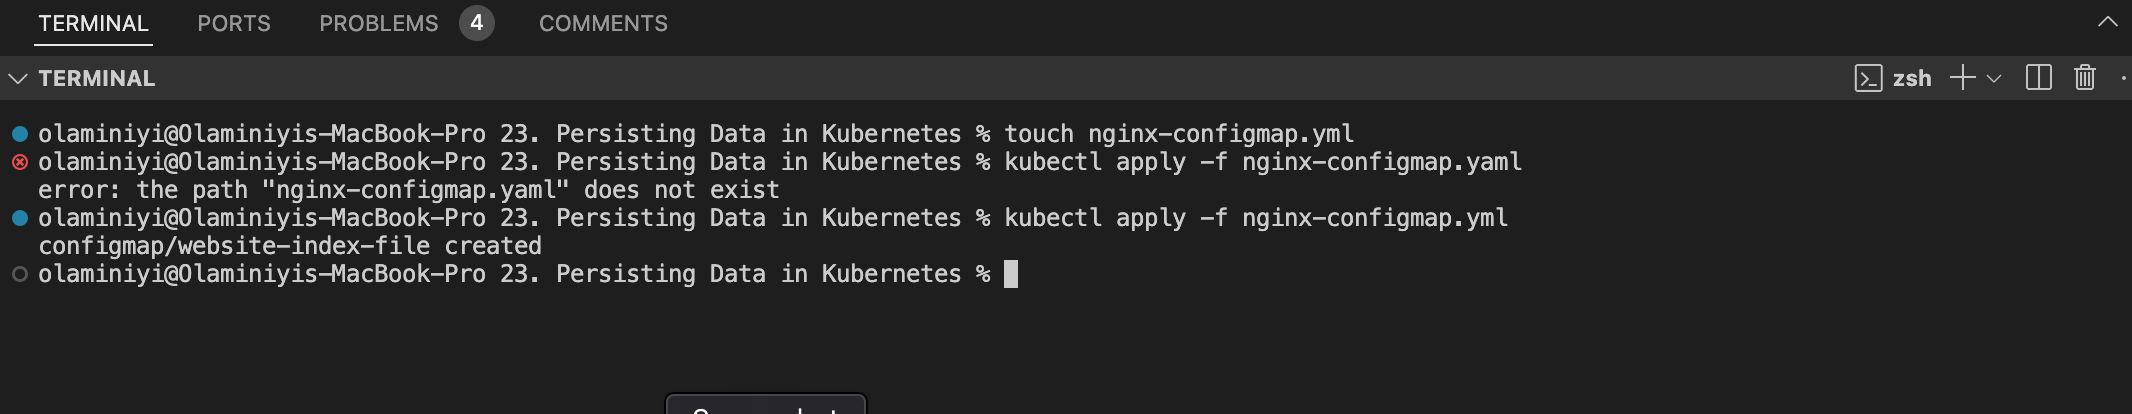 TERMINAL PORTS PROBLEMS 4 COMMENTS
TERMINAL zsh
olaminiyi@Olaminiyis-MacBook-Pro 23. Persisting Data in Kubernetes % touch nginx-configmap.yml
olaminiyi@Olaminiyis-MacBook-Pro 23. Persisting Data in Kubernetes % kubectl apply -f nginx-configmap.yaml
error: the path "nginx-configmap.yaml" does not exist
olaminiyi@Olaminiyis-MacBook-Pro 23. Persisting Data in Kubernetes % kubectl apply -f nginx-configmap.yml
configmap/website-index-file created
olaminiyi@Olaminiyis-MacBook-Pro 23. Persisting Data in Kubernetes %